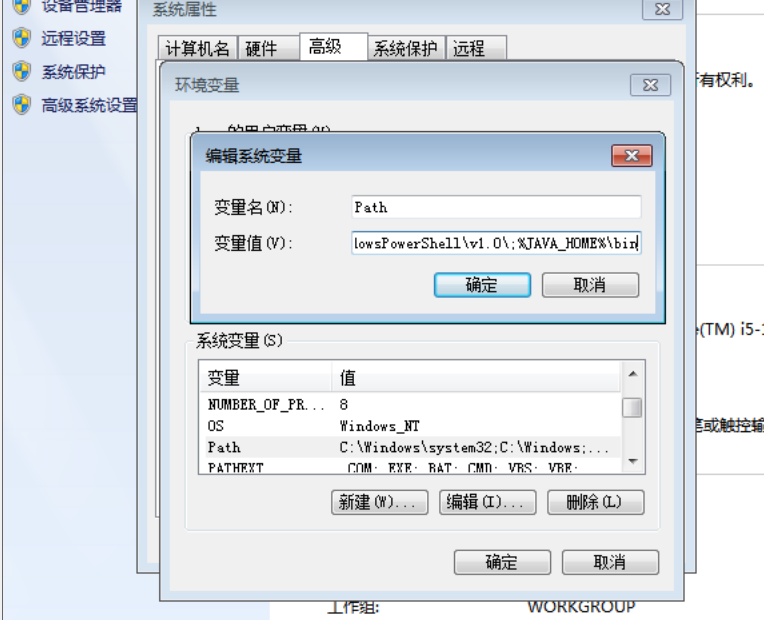 设备管理器
远程设置
系统保护
高级系统设置
系统属性
计算机名 硬件 高级 系统保护 远程
环境变量
有权利。
的用户变量(U)
编辑系统变量
变量名(N): Path
变量值(V): lowsPowerShell\v1.0\;%JAVA_HOME%\bin
确定 取消
系统变量(S)
变量 值
NUMBER_OF_PR... 8
OS Windows_NT
Path C:\Windows\system32;C:\Windows;...
PATHEXT .COM;.EXE;.BAT;.CMD;.VBS;.VBE;
新建(W)... 编辑(I)... 删除(L)
确定 取消
(TM) i5-
或触控输
工作组: WORKGROUP